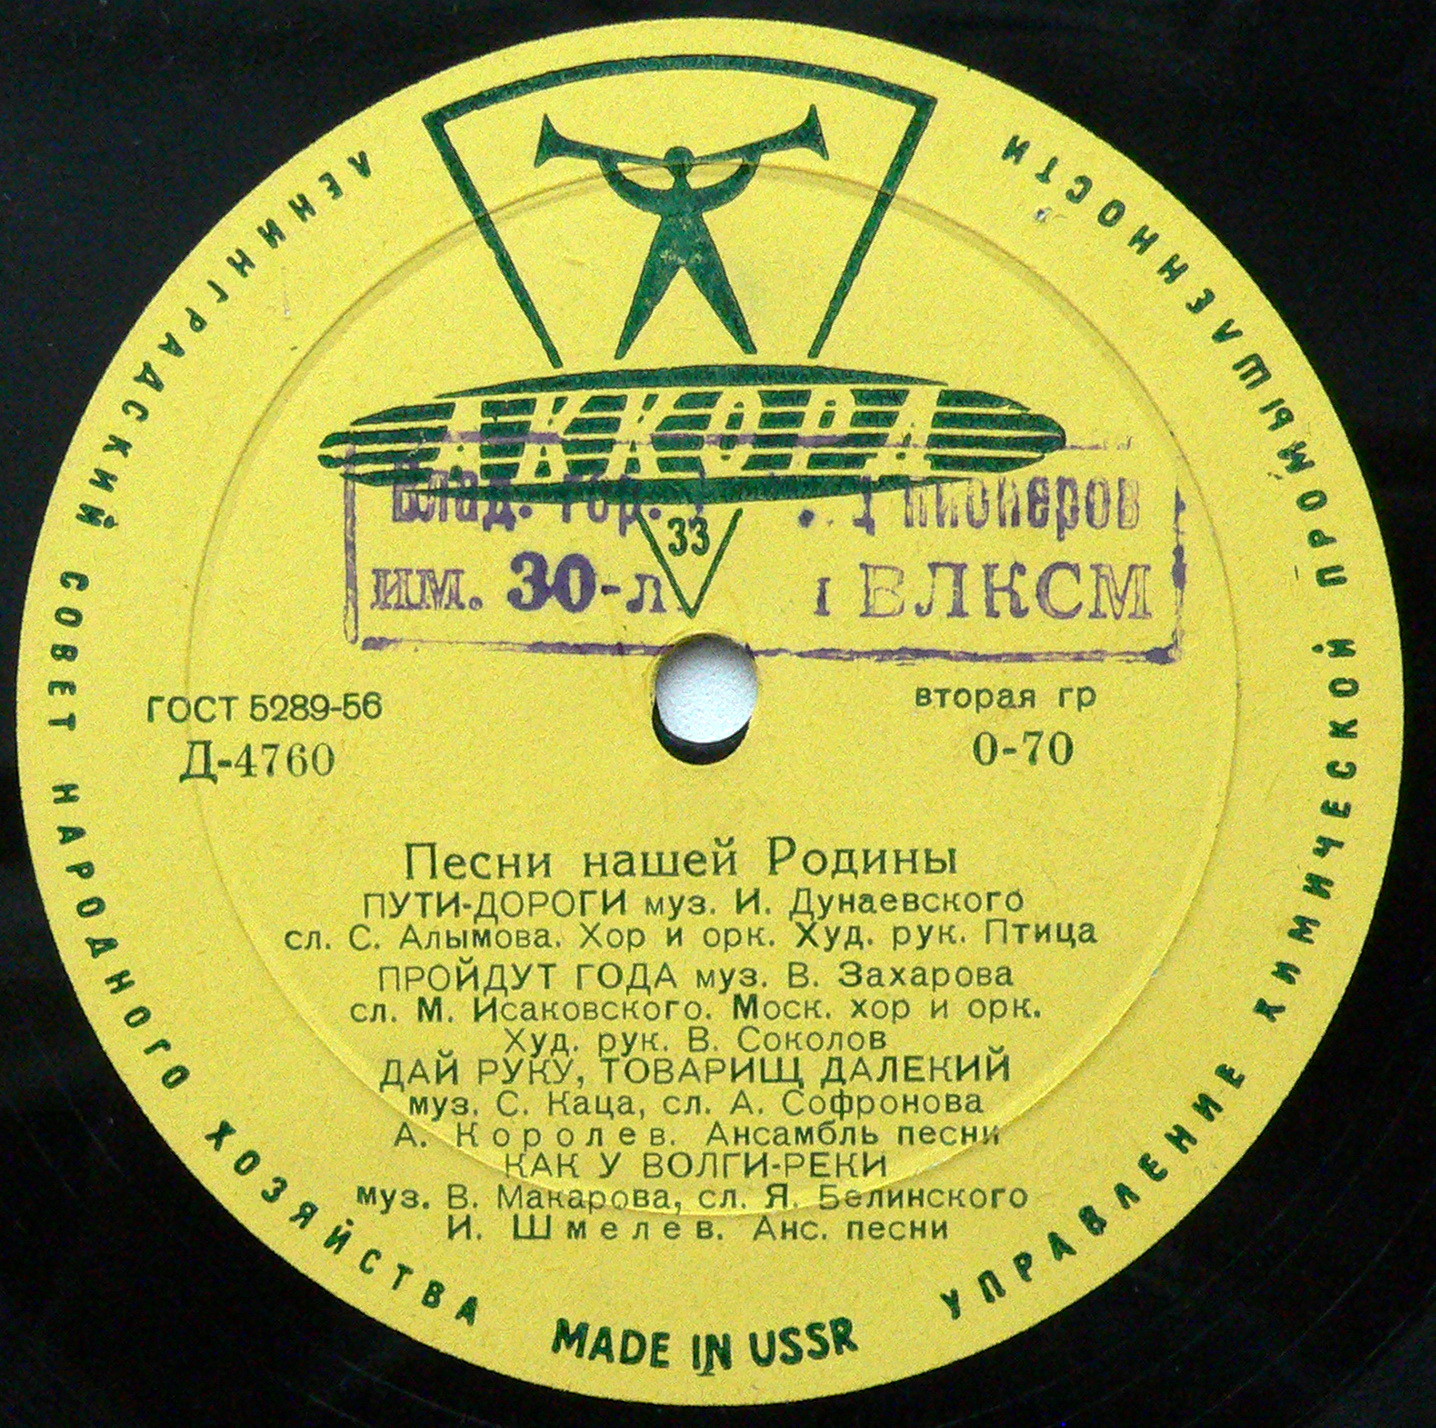 ЛЕНИНГРАДСКИЙ СОВЕТ НАРОДНОГО ХОЗЯЙСТВА
УПРАВЛЕНИЕ ХИМИЧЕСКОЙ ПРОМЫШЛЕННОСТИ
АККОРД
Влад. гор. пионеров
33
им. 30-л ВЛКСМ
ГОСТ 5289-56
вторая гр
Д-4760
0-70
Песни нашей Родины
ПУТИ-ДОРОГИ муз. И. Дунаевского
сл. С. Алымова. Хор и орк. Худ. рук. Птица
ПРОЙДУТ ГОДА муз. В. Захарова
сл. М. Исаковского. Моск. хор и орк.
Худ. рук. В. Соколов
ДАЙ РУКУ, ТОВАРИЩ ДАЛЕКИЙ
муз. С. Каца, сл. А. Софронова
А. Королев. Ансамбль песни
КАК У ВОЛГИ-РЕКИ
муз. В. Макарова, сл. Я. Белинского
И. Шмелев. Анс. песни
MADE IN USSR